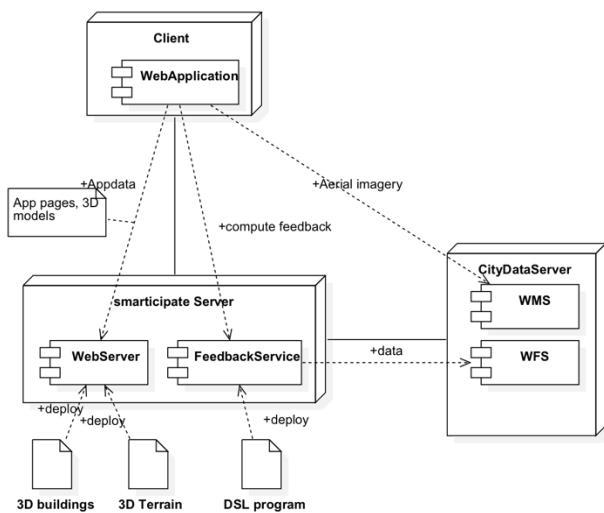 Client
WebApplication
+Appdata
+Aerial imagery
App pages, 3D
models
+compute feedback
CityDataServer
WMS
smarticipate Server
WebServer
FeedbackService
+data
WFS
+deploy
+deploy
+deploy
3D buildings
3D Terrain
DSL program